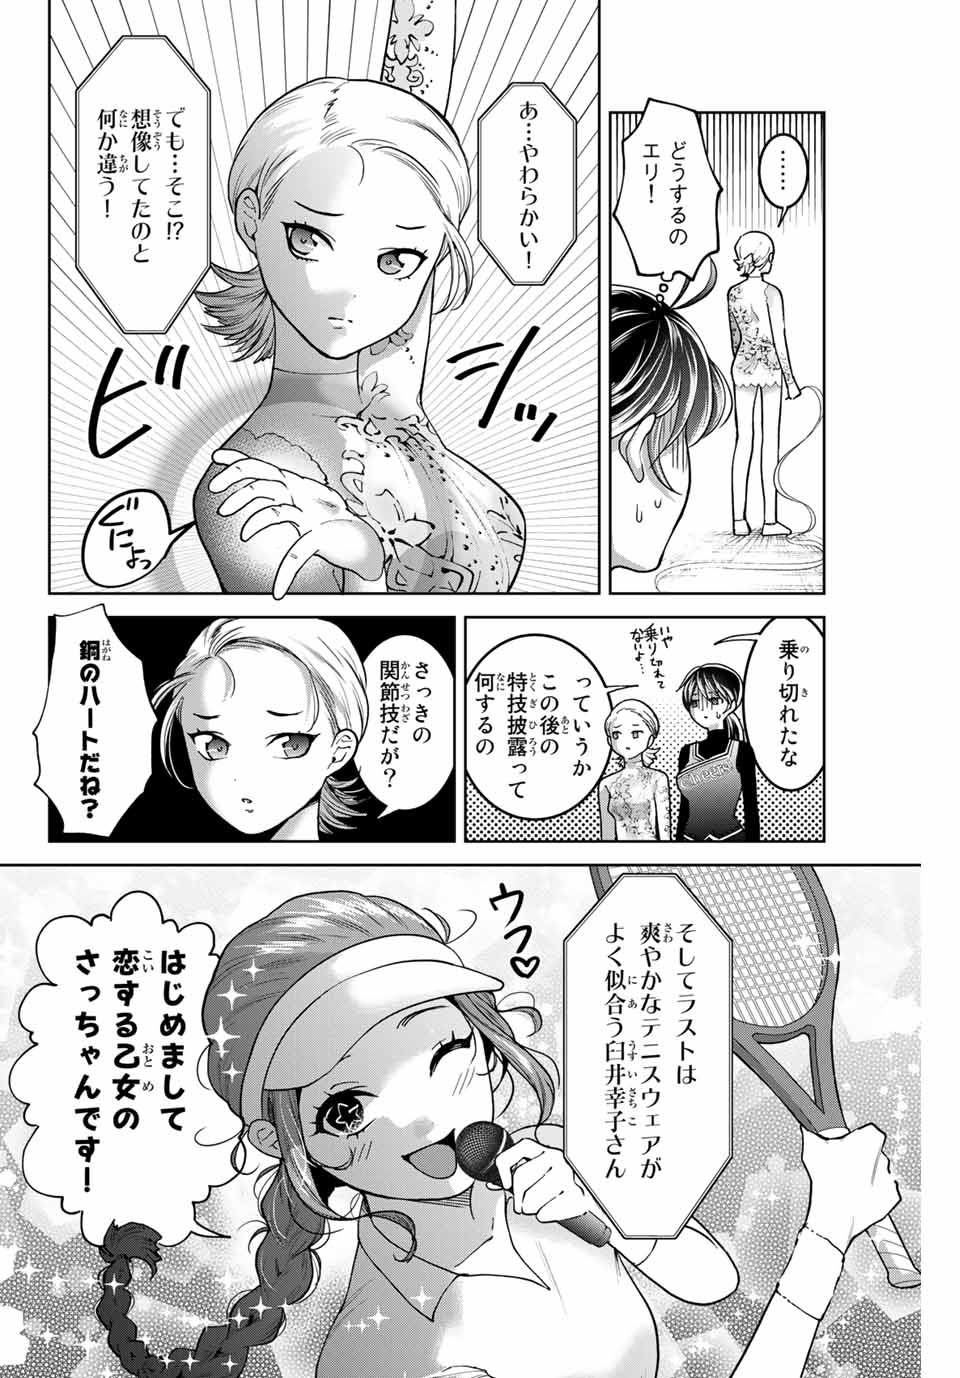 ………
どうするの
エリ！
あ…やわらかい！
でも…そこ!?
想像してたのと
何か違う！
ビッ
ぐにょっ
乗り切れたな
いや
乗り切れて
ないよ…
っていうか
この後の
特技披露って
何するの
Cheers
さっきの
関節技だが？
鋼のハートだね？
そしてラストは
爽やかなテニスウェアが
よく似合う臼井幸子さん
ウフッ♡
はじめまして
恋する乙女の
さっちゃんです！